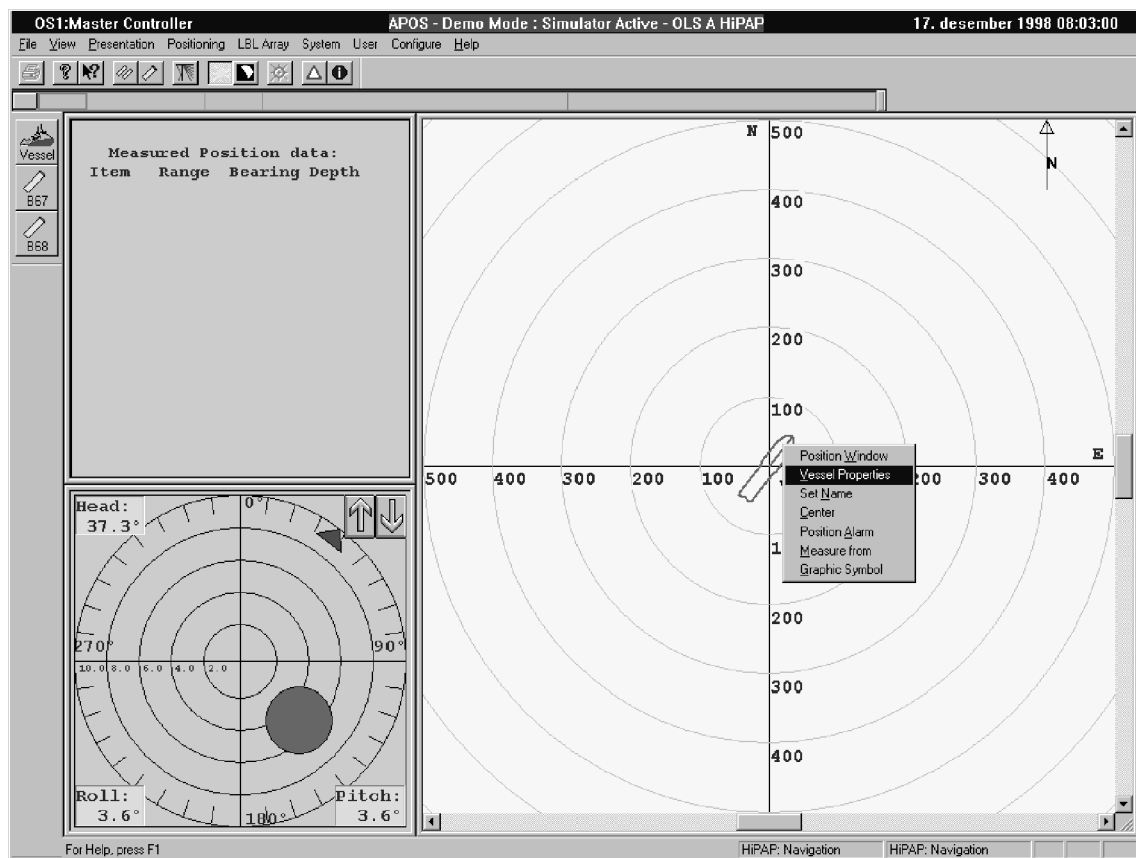 OS1:Master Controller APOS - Demo Mode : Simulator Active - OLS A HiPAP 17. desember 1998 08:03:00
File View Presentation Positioning LBL Array System User Configure Help
Vessel
B67
B68
Measured Position data:
Item Range Bearing Depth
Head:
37.3°
0°
270°
90°
10.0 8.0 6.0 4.0 2.0
Roll:
3.6°
180°
Pitch:
3.6°
N 500
N
400
300
200
100
E
500 400 300 200 100 200 300 400
Position Window
Vessel Properties
Set Name
Center
Position Alarm
Measure from
Graphic Symbol
200
300
400
For Help, press F1 HiPAP: Navigation HiPAP: Navigation